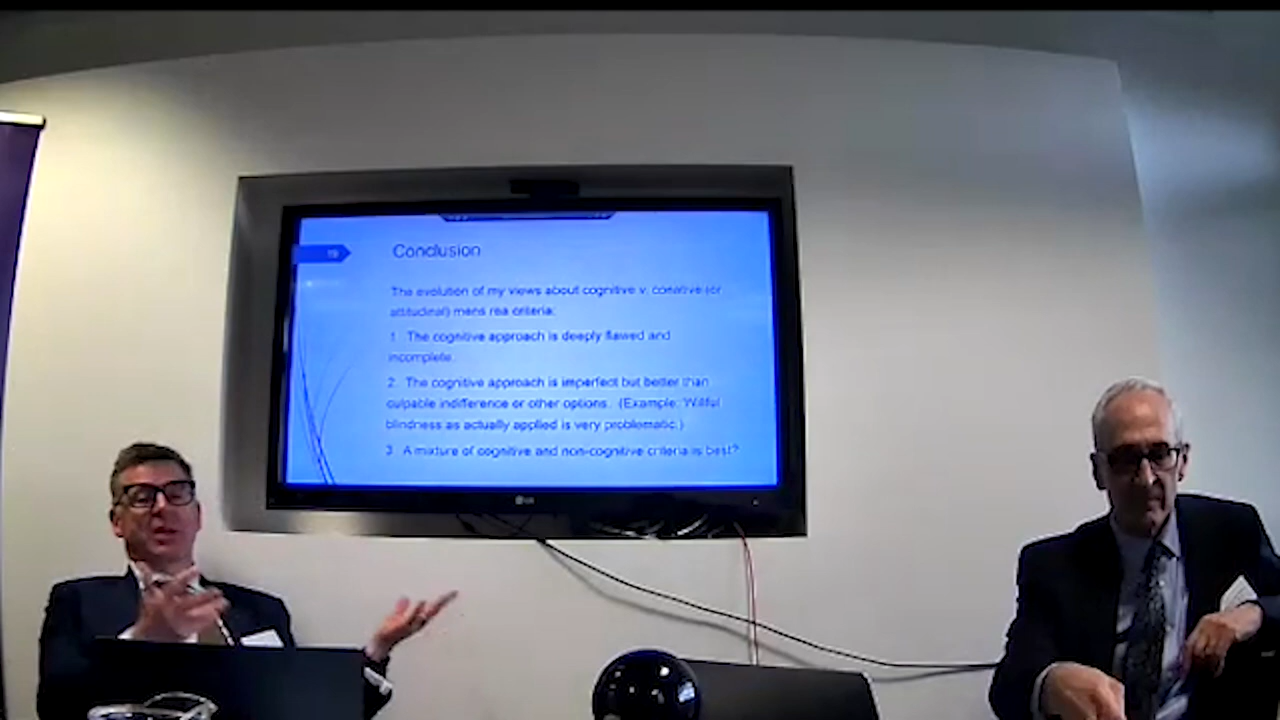 19
Conclusion
The evolution of my views about cognitive v. conative (or
attitudinal) mens rea criteria:
1. The cognitive approach is deeply flawed and
incomplete.
2. The cognitive approach is imperfect but better than
culpable indifference or other options. (Example: Willful
blindness as actually applied is very problematic.)
3. A mixture of cognitive and non-cognitive criteria is best?
LG